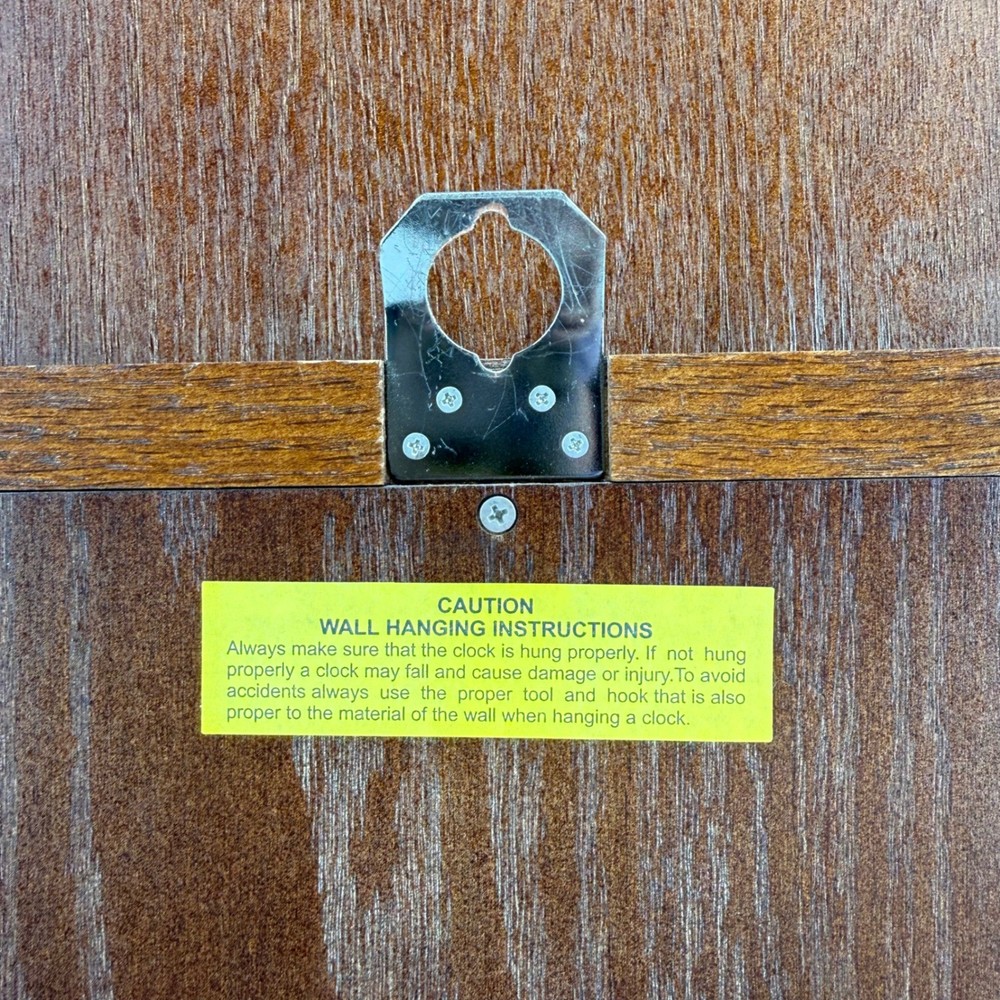 CAUTION
WALL HANGING INSTRUCTIONS
Always make sure that the clock is hung properly. If not hung
properly a clock may fall and cause damage or injury.To avoid
accidents always use the proper tool and hook that is also
proper to the material of the wall when hanging a clock.